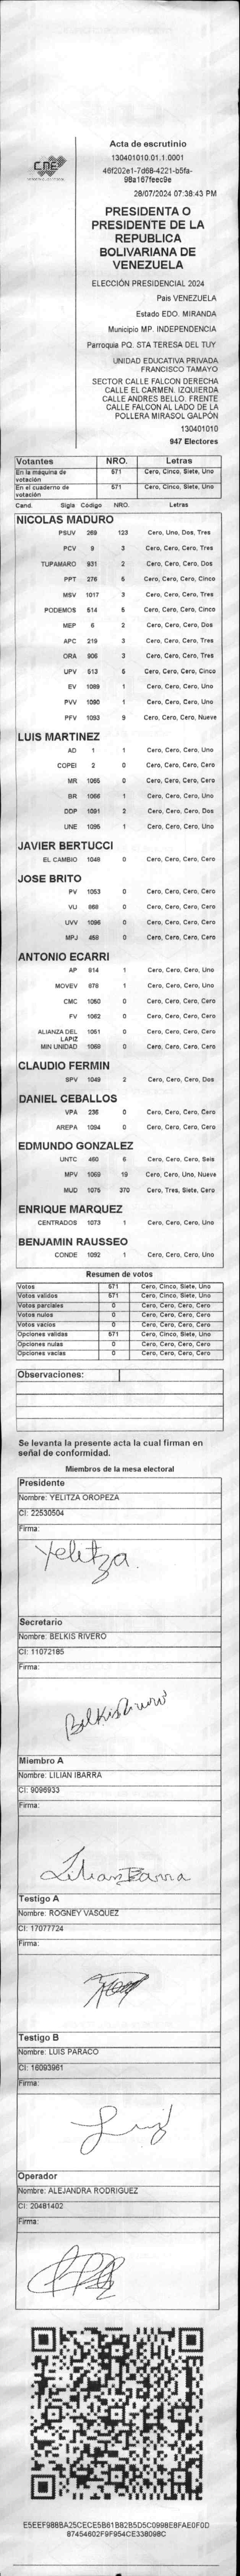 CNE
Acta de escrutinio
130401010.01.1.0001
46f202e1-7d68-4221-b5fa-
98a167feec9e
28/07/2024 07:38:43 PM
PRESIDENTA O
PRESIDENTE DE LA
REPUBLICA
BOLIVARIANA DE
VENEZUELA
ELECCIÓN PRESIDENCIAL 2024
Pais VENEZUELA
Estado EDO. MIRANDA
Municipio MP. INDEPENDENCIA
Parroquia PQ. STA TERESA DEL TUY
UNIDAD EDUCATIVA PRIVADA
FRANCISCO TAMAYO
SECTOR CALLE FALCON DERECHA
CALLE EL CARMEN. IZQUIERDA
CALLE ANDRES BELLO. FRENTE
CALLE FALCON AL LADO DE LA
POLLERA MIRASOL GALPÓN
130401010
947 Electores
Votantes NRO. Letras
En la máquina de votación 571 Cero, Cinco, Siete, Uno
En el cuaderno de votación 571 Cero, Cinco, Siete, Uno
Cand. Sigla Código NRO. Letras
NICOLAS MADURO
PSUV 269 123 Cero, Uno, Dos, Tres
PCV 9 3 Cero, Cero, Cero, Tres
TUPAMARO 931 2 Cero, Cero, Cero, Dos
PPT 276 5 Cero, Cero, Cero, Cinco
MSV 1017 3 Cero, Cero, Cero, Tres
PODEMOS 514 5 Cero, Cero, Cero, Cinco
MEP 6 2 Cero, Cero, Cero, Dos
APC 219 3 Cero, Cero, Cero, Tres
ORA 906 3 Cero, Cero, Cero, Tres
UPV 513 5 Cero, Cero, Cero, Cinco
EV 1089 1 Cero, Cero, Cero, Uno
PVV 1090 1 Cero, Cero, Cero, Uno
PFV 1093 9 Cero, Cero, Cero, Nueve
LUIS MARTINEZ
AD 1 1 Cero, Cero, Cero, Uno
COPEI 2 0 Cero, Cero, Cero, Cero
MR 1065 0 Cero, Cero, Cero, Cero
BR 1066 1 Cero, Cero, Cero, Uno
DDP 1091 2 Cero, Cero, Cero, Dos
UNE 1095 1 Cero, Cero, Cero, Uno
JAVIER BERTUCCI
EL CAMBIO 1048 0 Cero, Cero, Cero, Cero
JOSE BRITO
PV 1053 0 Cero, Cero, Cero, Cero
VU 868 0 Cero, Cero, Cero, Cero
UVV 1096 0 Cero, Cero, Cero, Cero
MPJ 458 0 Cero, Cero, Cero, Cero
ANTONIO ECARRI
AP 914 1 Cero, Cero, Cero, Uno
MOVEV 878 1 Cero, Cero, Cero, Uno
CMC 1050 0 Cero, Cero, Cero, Cero
FV 1062 0 Cero, Cero, Cero, Cero
ALIANZA DEL LAPIZ 1051 0 Cero, Cero, Cero, Cero
MIN UNIDAD 1069 0 Cero, Cero, Cero, Cero
CLAUDIO FERMIN
SPV 1049 2 Cero, Cero, Cero, Dos
DANIEL CEBALLOS
VPA 236 0 Cero, Cero, Cero, Cero
AREPA 1094 0 Cero, Cero, Cero, Cero
EDMUNDO GONZALEZ
UNTC 460 6 Cero, Cero, Cero, Seis
MPV 1069 19 Cero, Cero, Uno, Nueve
MUD 1075 370 Cero, Tres, Siete, Cero
ENRIQUE MARQUEZ
CENTRADOS 1073 1 Cero, Cero, Cero, Uno
BENJAMIN RAUSSEO
CONDE 1092 1 Cero, Cero, Cero, Uno
Resumen de votos
Votos 571 Cero, Cinco, Siete, Uno
Votos validos 571 Cero, Cinco, Siete, Uno
Votos parciales 0 Cero, Cero, Cero, Cero
Votos nulos 0 Cero, Cero, Cero, Cero
Votos vacios 0 Cero, Cero, Cero, Cero
Opciones validas 571 Cero, Cinco, Siete, Uno
Opciones nulas 0 Cero, Cero, Cero, Cero
Opciones vacias 0 Cero, Cero, Cero, Cero
Observaciones:
Se levanta la presente acta la cual firman en
señal de conformidad.
Miembros de la mesa electoral
Presidente
Nombre: YELITZA OROPEZA
CI: 22530504
Firma:
Yelitza.
Secretario
Nombre: BELKIS RIVERO
CI: 11072185
Firma:
Miembro A
Nombre: LILIAN IBARRA
CI: 9096933
Firma:
Lilian Ibarra
Testigo A
Nombre: ROGNEY VASQUEZ
CI: 17077724
Firma:
Testigo B
Nombre: LUIS PARACO
CI: 16093961
Firma:
Operador
Nombre: ALEJANDRA RODRIGUEZ
CI: 20481402
Firma:
E5EEF988BA25CECE5B61B82B5D5C0998E8FAE0F0D
87454602F9F954CE338098C